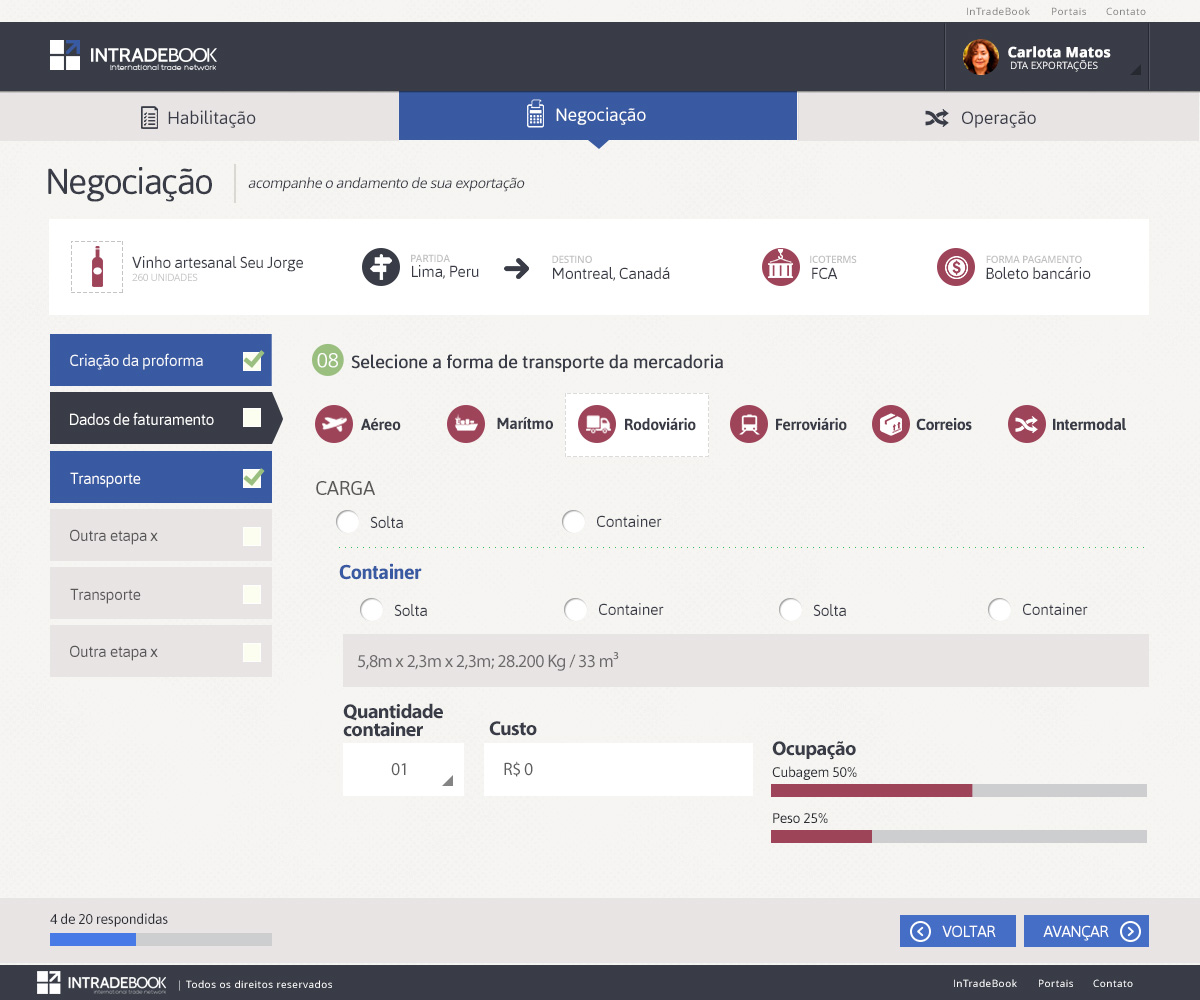 InTradeBook Portais Contato
INTRADEBOOK
international trade network
Carlota Matos
DTA EXPORTAÇÕES
Habilitação
Negociação
Operação
Negociação
acompanhe o andamento de sua exportação
Vinho artesanal Seu Jorge
260 UNIDADES
PARTIDA
Lima, Peru
DESTINO
Montreal, Canadá
ICOTERMS
FCA
FORMA PAGAMENTO
Boleto bancário
Criação da proforma
Dados de faturamento
Transporte
Outra etapa x
Transporte
Outra etapa x
08 Selecione a forma de transporte da mercadoria
Aéreo
Marítmo
Rodoviário
Ferroviário
Correios
Intermodal
CARGA
Solta
Container
Container
Solta
Container
Solta
Container
5,8m x 2,3m x 2,3m; 28.200 Kg / 33 m³
Quantidade
container
01
Custo
R$ 0
Ocupação
Cubagem 50%
Peso 25%
4 de 20 respondidas
VOLTAR
AVANÇAR
INTRADEBOOK
international trade network
| Todos os direitos reservados
InTradeBook Portais Contato